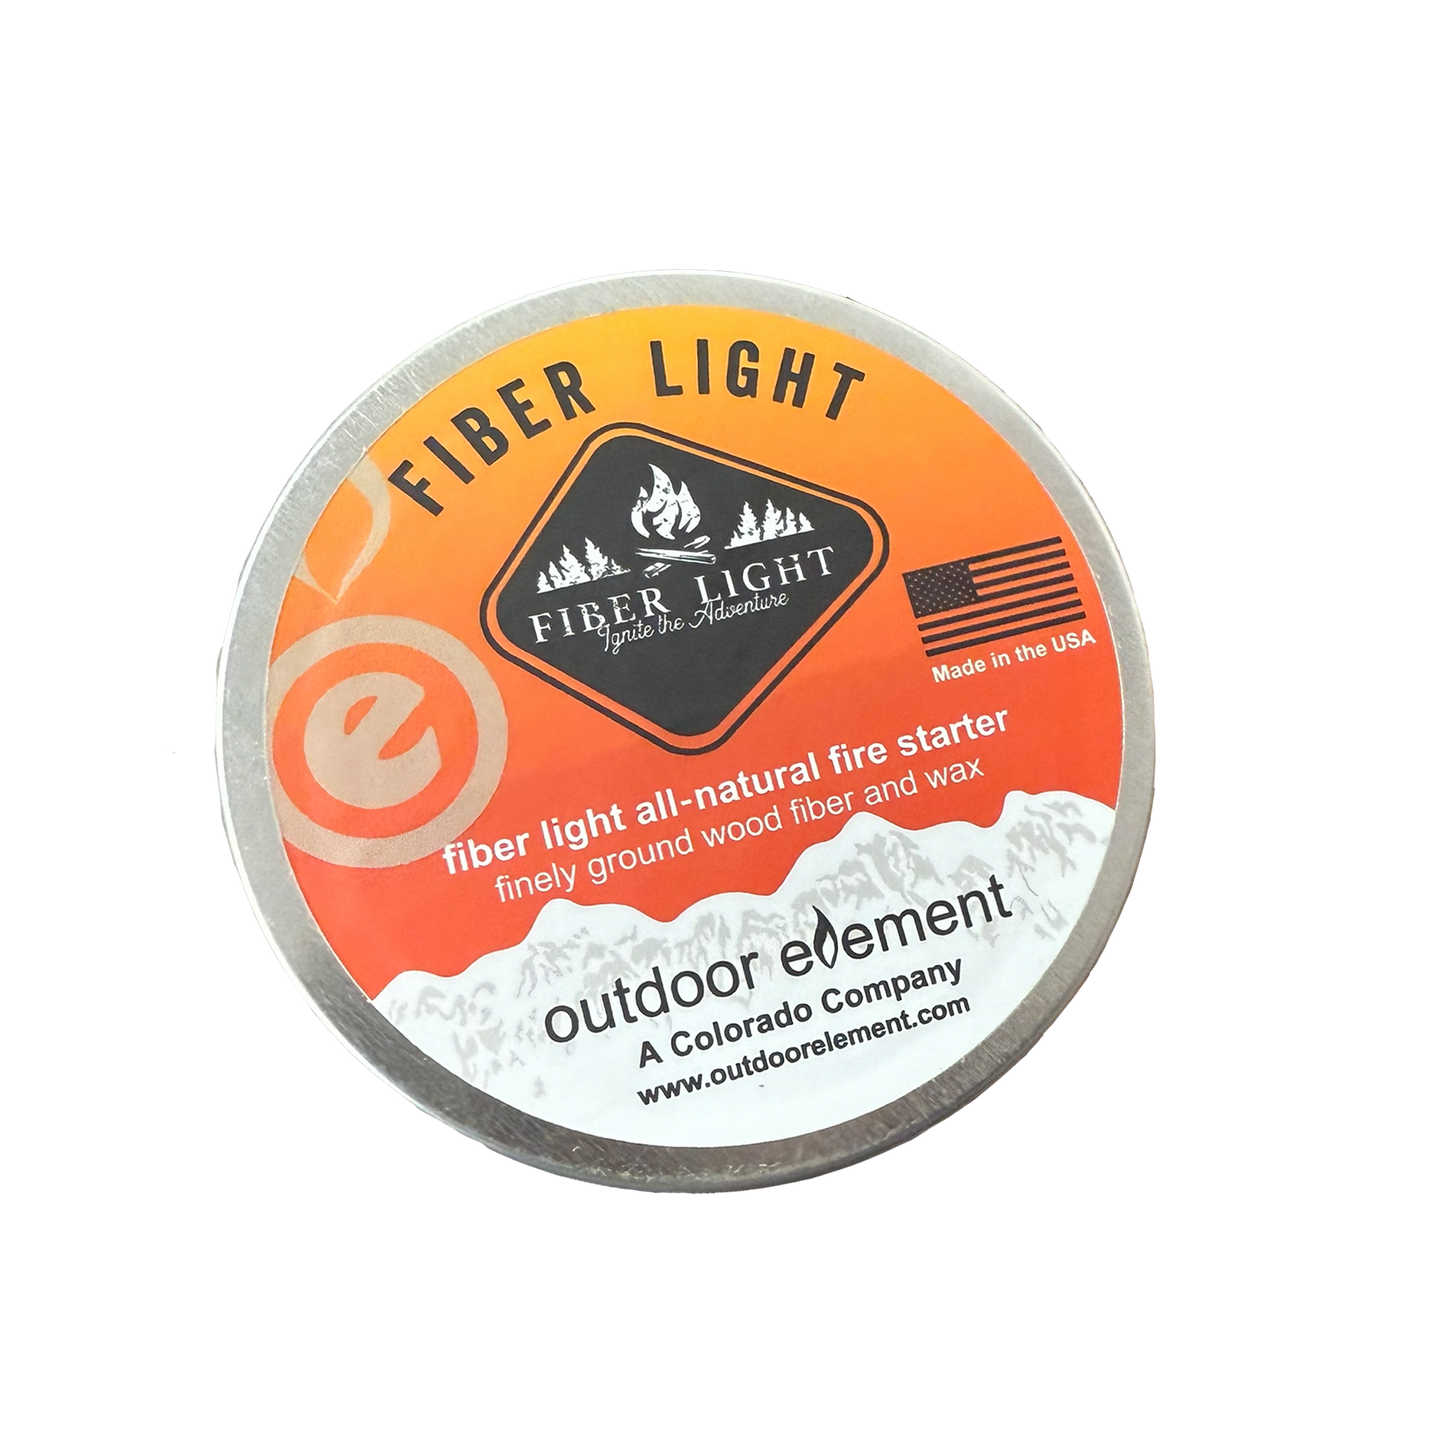 FIBER LIGHT
FIBER LIGHT
Ignite the Adventure
Made in the USA
e
fiber light all-natural fire starter
finely ground wood fiber and wax
outdoor element
A Colorado Company
www.outdoorelement.com